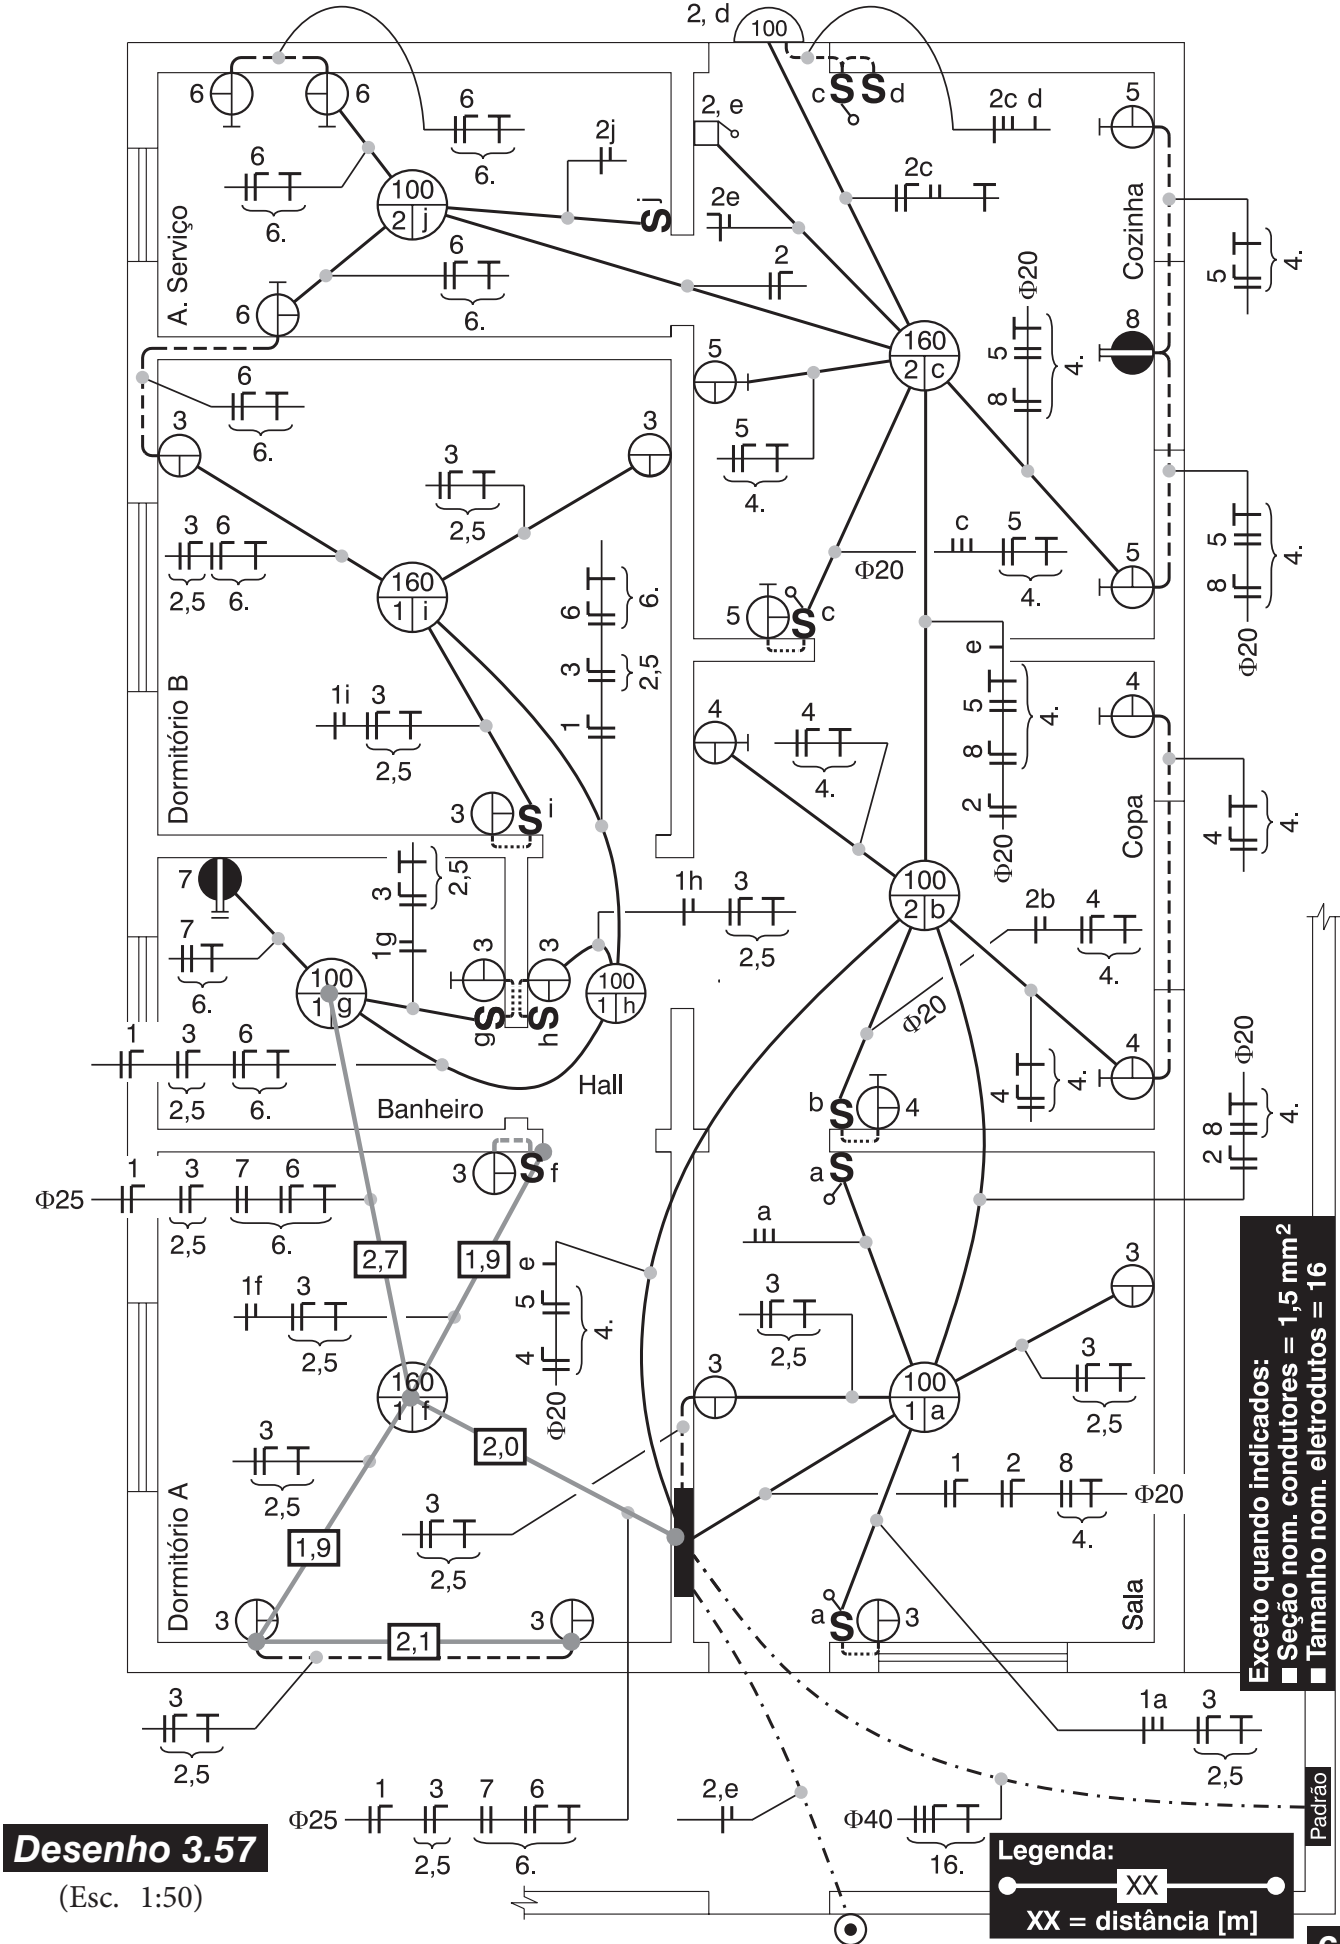 2, d
100
6
6
6
6.
c S S d
2c d
5
2, e
2j
6
6.
100
2 j
S j
2e
2c
Cozinha
5
4.
A. Serviço
6
6.
2
6
Φ20
5
8
4.
8
160
2 c
5
6
6.
3
3
3
2,5
5
4.
5
8
4.
Φ20
3 6
2,5 6.
160
1 i
6
6.
3
2,5
1
Φ20
c 5
4.
5
5 S c
Dormitório B
1i 3
2,5
3 S i
e
5
8
4.
2
Φ20
4
4
4.
4
Copa
4
4.
7
7
6.
3
2,5
1g
1h 3
2,5
100
2 b
2b 4
4.
100
1 g
3
S g
3
S h
100
1 h
Φ20
1 3 6
2,5 6.
Hall
Banheiro
b S 4
4
4.
4
Φ20
8
4.
2
Φ25 1 3 7 6
2,5 6.
3 S f
a S
2,7
1,9
a
1f 3
2,5
e
5
4
4.
Φ20
3
2,5
3
3
2,5
160
1 f
3
100
1 a
2,0
3
2,5
Dormitório A
1,9
3
2,5
1 2 8 Φ20
4.
3
3
2,1
a S 3
Sala
Exceto quando indicados:
■ Seção nom. condutores = 1,5 mm²
■ Tamanho nom. eletrodutos = 16
3
2,5
1a 3
2,5
Φ25 1 3 7 6
2,5 6.
2,e
Φ40
16.
Padrão
Desenho 3.57
(Esc. 1:50)
Legenda:
XX
XX = distância [m]